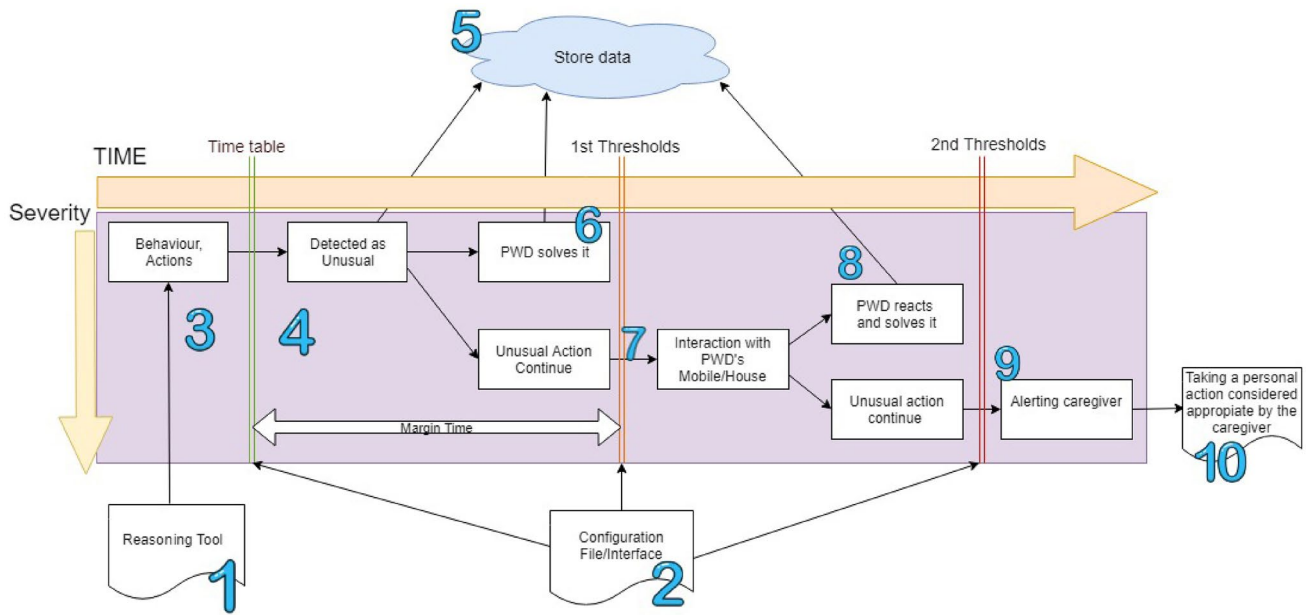 5
Store data
TIME
Time table
1st Thresholds
2nd Thresholds
Severity
Behaviour,
Actions
3
Detected as
Unusual
4
PWD solves it
6
Unusual Action
Continue
7
Interaction with
PWD's
Mobile/House
8
PWD reacts
and solves it
Unusual action
continue
9
Alerting caregiver
Taking a personal
action considered
appropiate by the
caregiver
10
Margin Time
Reasoning Tool
1
Configuration
File/Interface
2